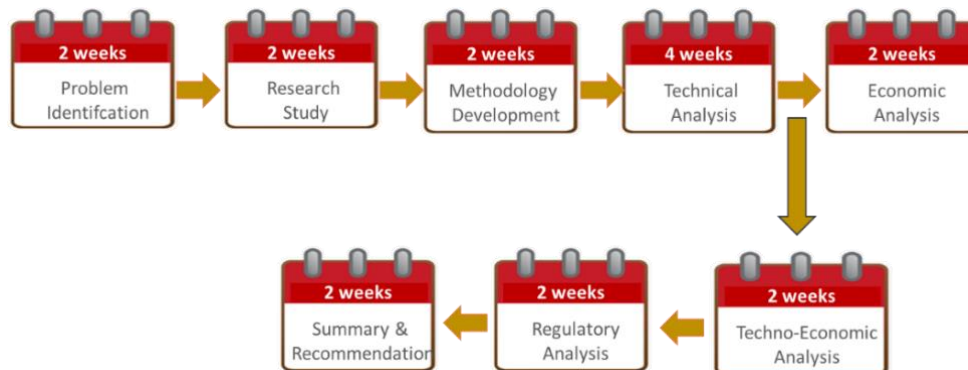 2 weeks
Problem
Identifcation
2 weeks
Research
Study
2 weeks
Methodology
Development
4 weeks
Technical
Analysis
2 weeks
Economic
Analysis
2 weeks
Techno-Economic
Analysis
2 weeks
Regulatory
Analysis
2 weeks
Summary &
Recommendation